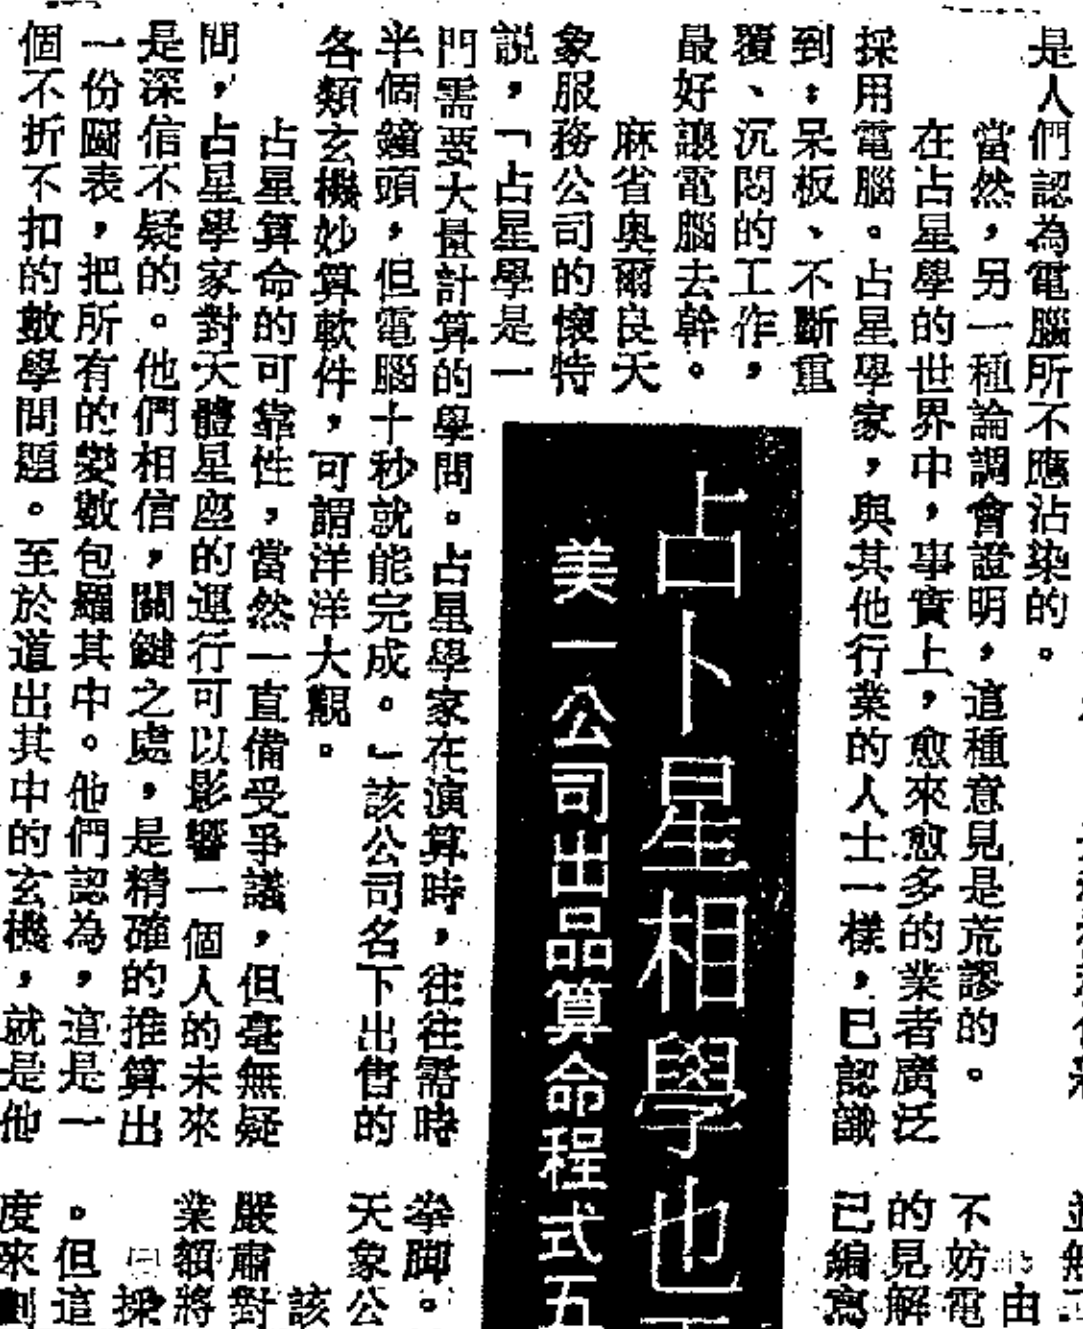 是人們認為電腦所不應沾染的。
當然，另一種論調會證明，這種意見是荒謬的。
在占星學的世界中，事實上，愈來愈多的業者廣泛
採用電腦。占星學家，與其他行業的人士一樣，已認識
到：呆板、不斷重
覆、沉悶的工作，
最好讓電腦去幹。
麻省奥爾良天
象服務公司的懷特
説，「占星學是一
門需要大量計算的學問。占星學家在演算時，往往需時
半個鐘頭，但電腦十秒就能完成。」該公司名下出售的
各類玄機妙算軟件，可謂洋洋大觀。
占星算命的可靠性，當然一直備受爭議，但毫無疑
問，占星學家對天體星座的運行可以影響一個人的未來
是深信不疑的。他們相信，關鍵之處，是精確的推算出
一份圖表，把所有的變數包羅其中。他們認為，這是一
個不折不扣的數學問題。至於道出其中的玄機，就是他
占卜星相學也
美一公司出品算命程式五
由
不妨電
的見解
已編寫
拳脚。
天象公
該
嚴肅對
業額將
採
。但這
度來劃